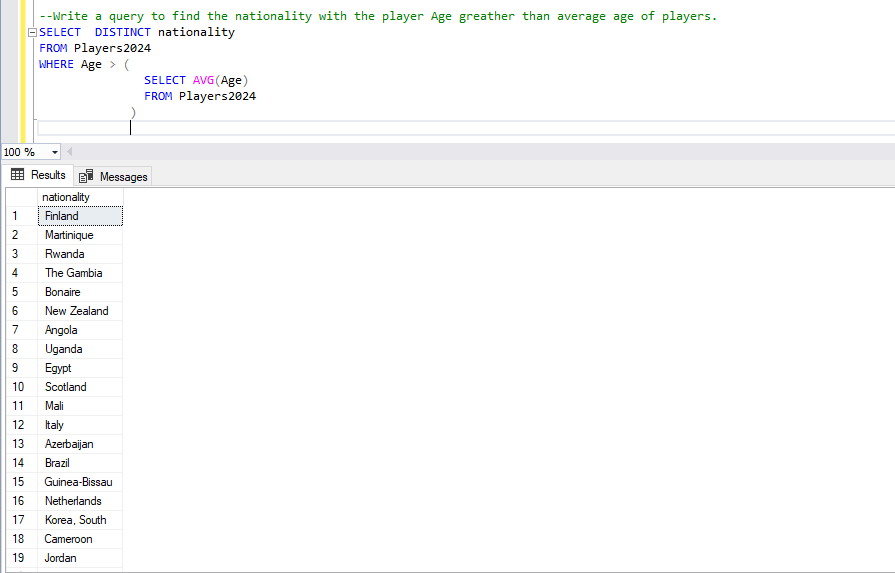 --Write a query to find the nationality with the player Age greather than average age of players.
SELECT DISTINCT nationality
FROM Players2024
WHERE Age > (
SELECT AVG(Age)
FROM Players2024
)
100 %
Results Messages
nationality
1 Finland
2 Martinique
3 Rwanda
4 The Gambia
5 Bonaire
6 New Zealand
7 Angola
8 Uganda
9 Egypt
10 Scotland
11 Mali
12 Italy
13 Azerbaijan
14 Brazil
15 Guinea-Bissau
16 Netherlands
17 Korea, South
18 Cameroon
19 Jordan